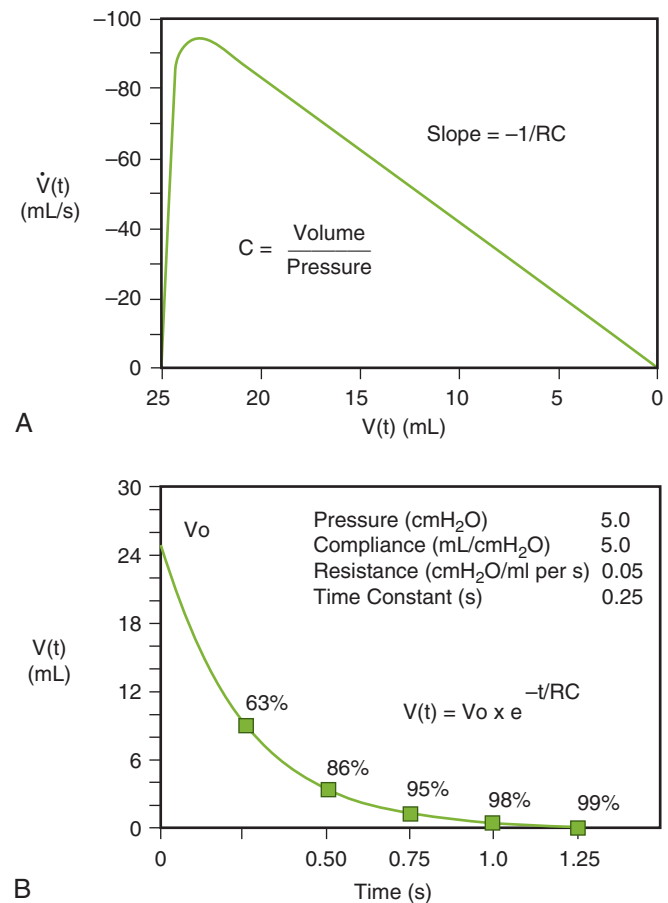 –100
–80
–60
–40
–20
0
V̇(t)
(mL/s)
Slope = –1/RC
C = Volume
Pressure
25 20 15 10 5 0
V(t) (mL)
A
30
24
18
12
6
0
V(t)
(mL)
Vo
Pressure (cmH₂O) 5.0
Compliance (mL/cmH₂O) 5.0
Resistance (cmH₂O/ml per s) 0.05
Time Constant (s) 0.25
V(t) = Vo x e –t/RC
63%
86%
95%
98%
99%
0 0.50 0.75 1.0 1.25
Time (s)
B